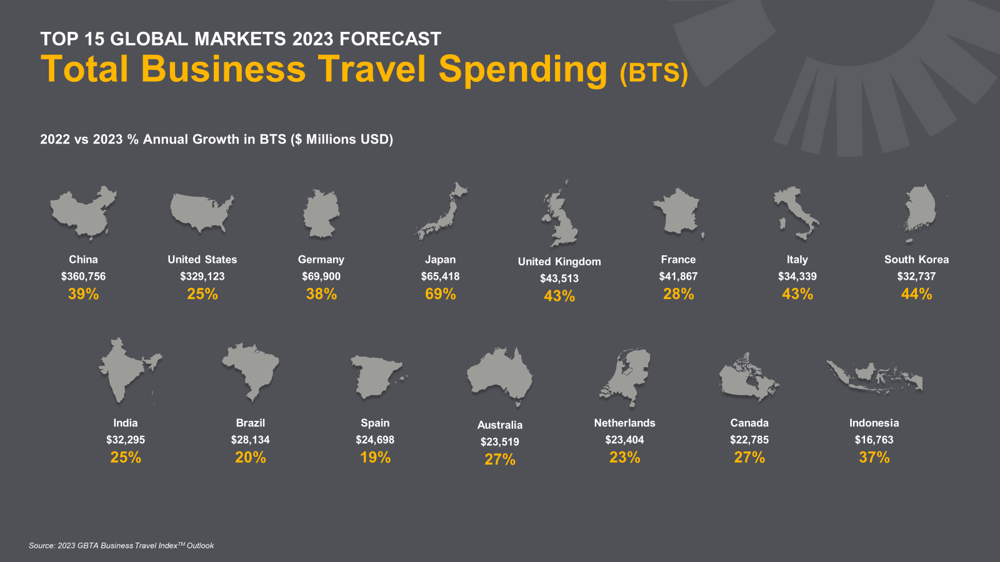 TOP 15 GLOBAL MARKETS 2023 FORECAST
Total Business Travel Spending (BTS)
2022 vs 2023 % Annual Growth in BTS ($ Millions USD)
China
$360,756
39%
United States
$329,123
25%
Germany
$69,900
38%
Japan
$65,418
69%
United Kingdom
$43,513
43%
France
$41,867
28%
Italy
$34,339
43%
South Korea
$32,737
44%
India
$32,295
25%
Brazil
$28,134
20%
Spain
$24,698
19%
Australia
$23,519
27%
Netherlands
$23,404
23%
Canada
$22,785
27%
Indonesia
$16,763
37%
Source: 2023 GBTA Business Travel Index™ Outlook